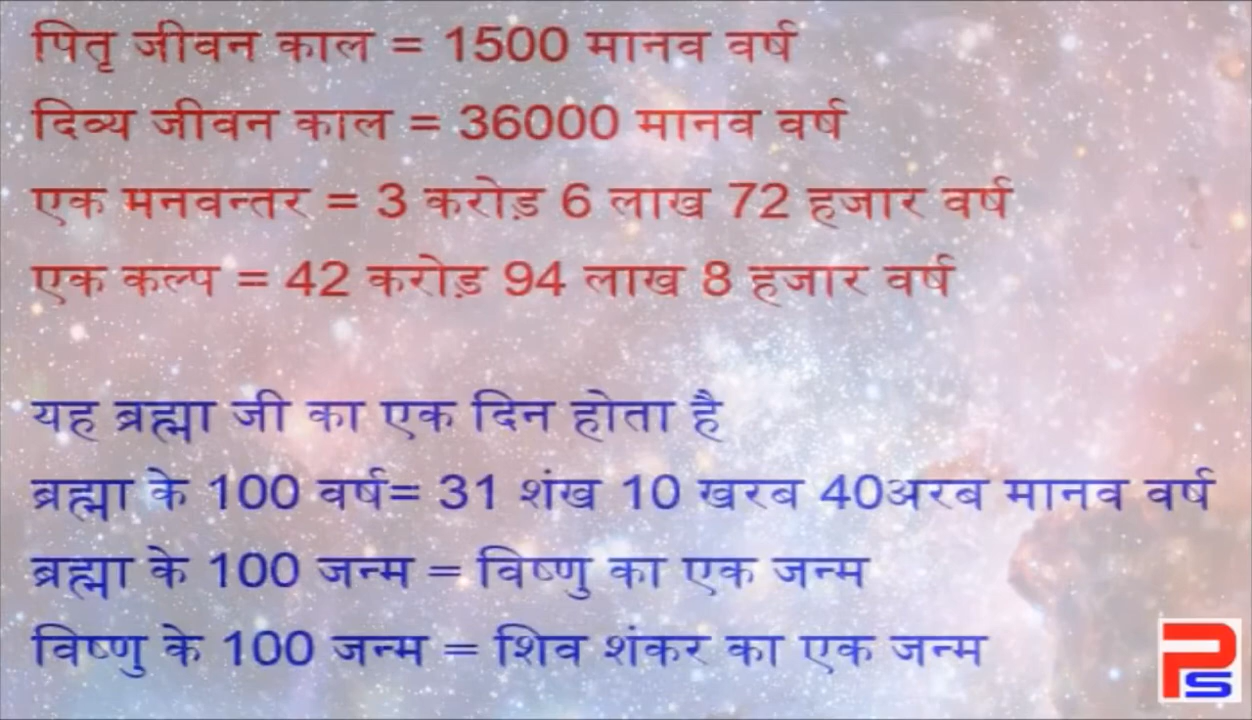 पितृ जीवन काल = 1500 मानव वर्ष
दिव्य जीवन काल = 36000 मानव वर्ष
एक मनवन्तर = 3 करोड़ 6 लाख 72 हजार वर्ष
एक कल्प = 42 करोड़ 94 लाख 8 हजार वर्ष
यह ब्रह्मा जी का एक दिन होता है
ब्रह्मा के 100 वर्ष= 31 शंख 10 खरब 40अरब मानव वर्ष
ब्रह्मा के 100 जन्म = विष्णु का एक जन्म
विष्णु के 100 जन्म = शिव शंकर का एक जन्म
PS